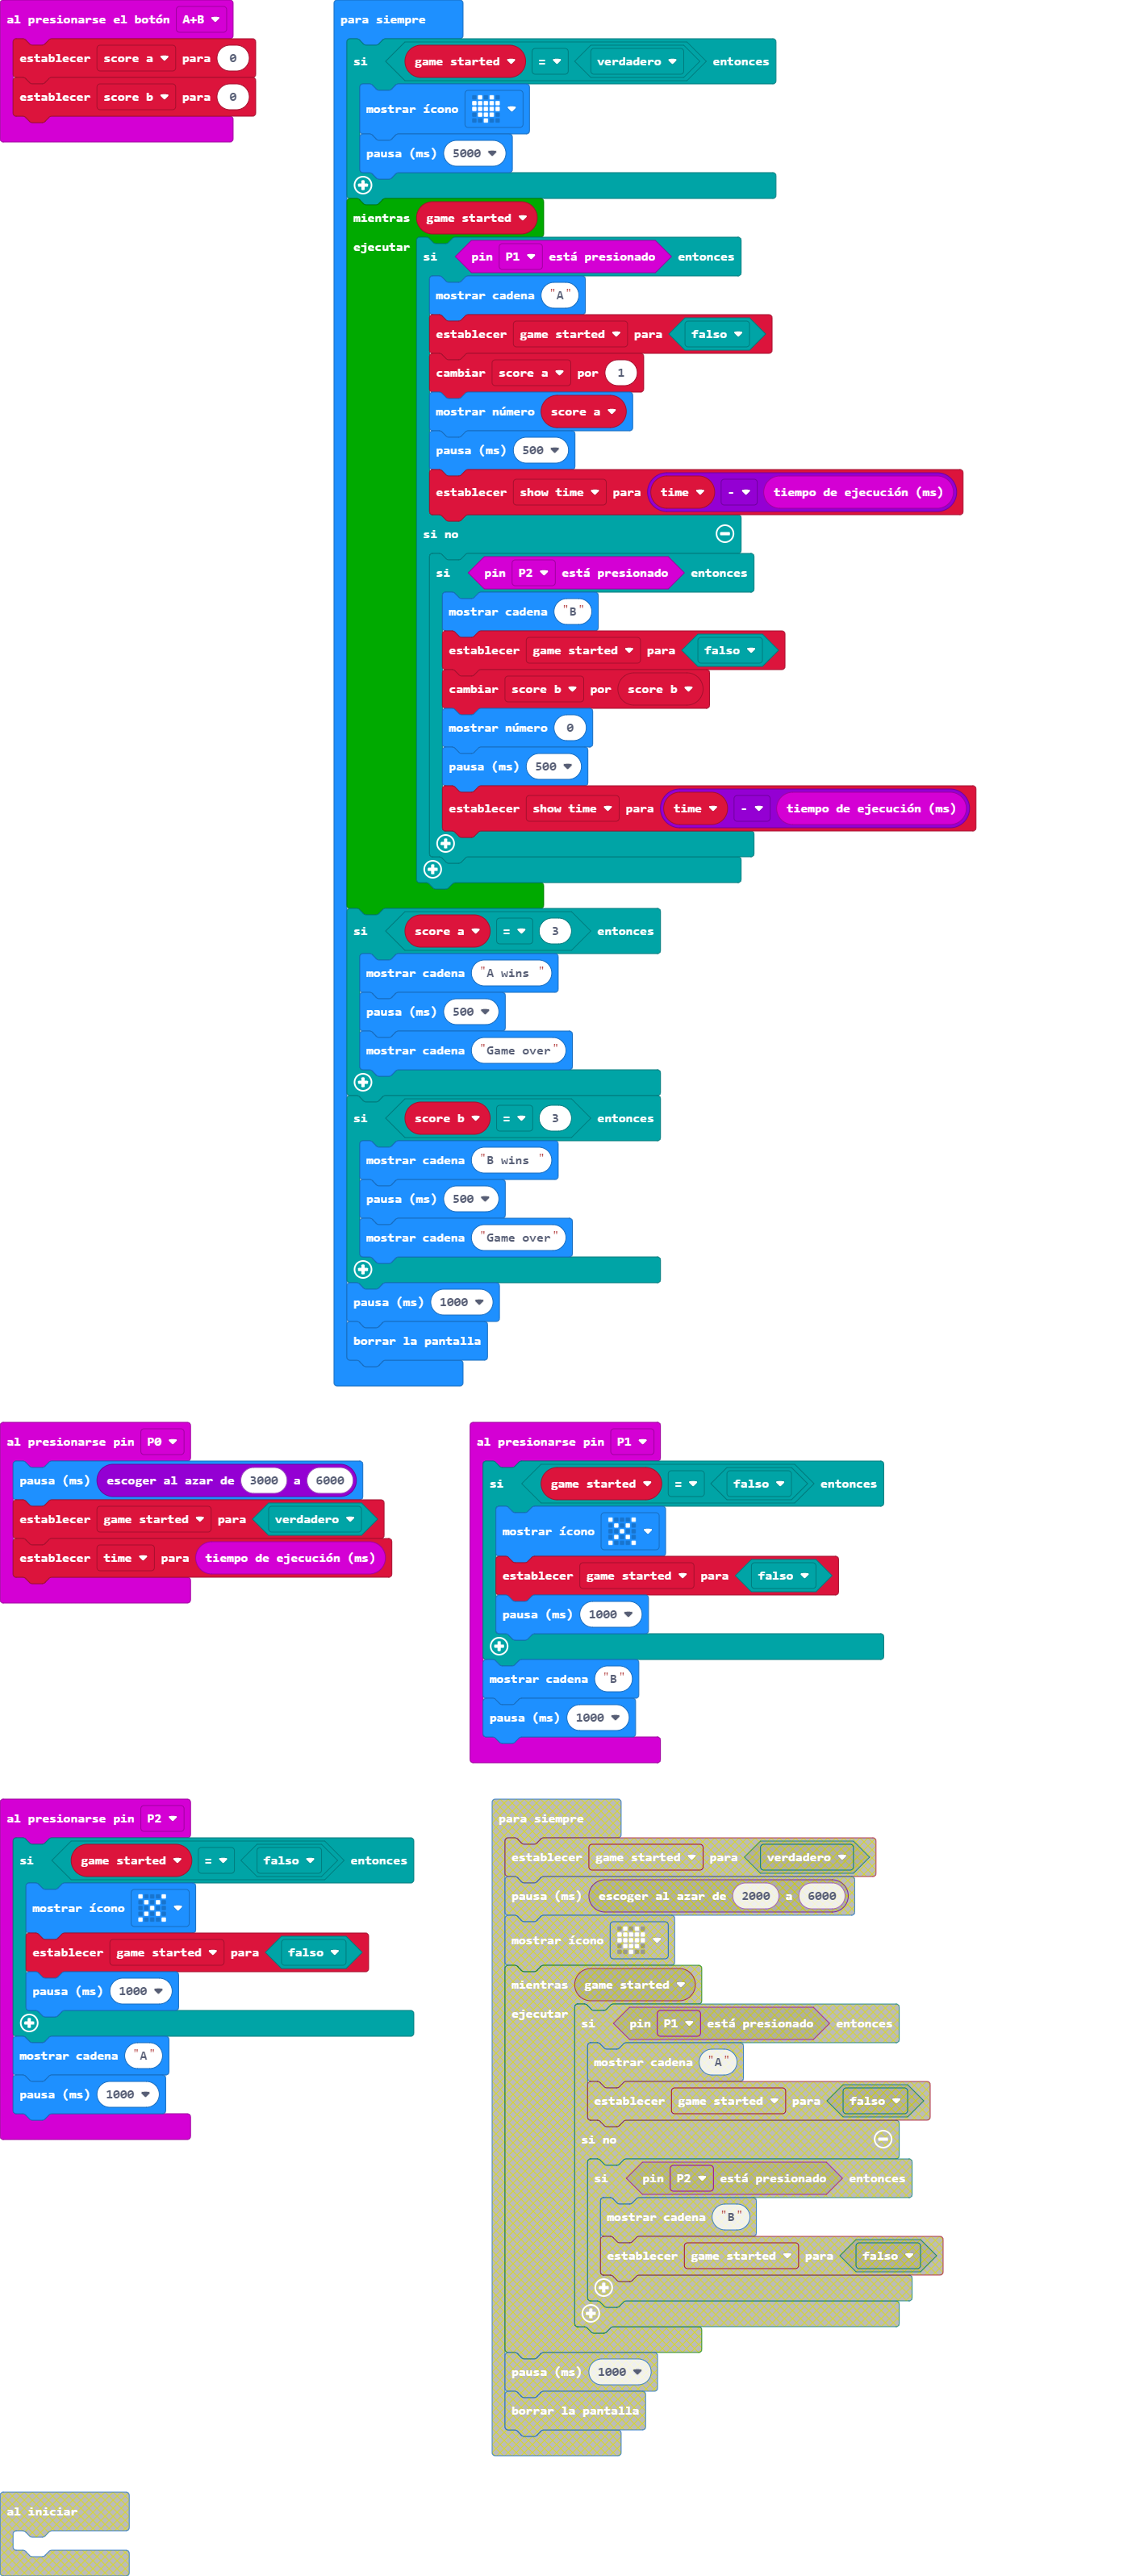 al presionarse el botón A+B
establecer score a para 0
establecer score b para 0
para siempre
si game started = verdadero entonces
mostrar ícono
pausa (ms) 5000
mientras game started
ejecutar
si pin P1 está presionado entonces
mostrar cadena "A"
establecer game started para falso
cambiar score a por 1
mostrar número score a
pausa (ms) 500
establecer show time para time - tiempo de ejecución (ms)
si no
si pin P2 está presionado entonces
mostrar cadena "B"
establecer game started para falso
cambiar score b por score b
mostrar número 0
pausa (ms) 500
establecer show time para time - tiempo de ejecución (ms)
si score a = 3 entonces
mostrar cadena "A wins "
pausa (ms) 500
mostrar cadena "Game over"
si score b = 3 entonces
mostrar cadena "B wins "
pausa (ms) 500
mostrar cadena "Game over"
pausa (ms) 1000
borrar la pantalla
al presionarse pin P0
pausa (ms) escoger al azar de 3000 a 6000
establecer game started para verdadero
establecer time para tiempo de ejecución (ms)
al presionarse pin P1
si game started = falso entonces
mostrar ícono
establecer game started para falso
pausa (ms) 1000
mostrar cadena "B"
pausa (ms) 1000
al presionarse pin P2
si game started = falso entonces
mostrar ícono
establecer game started para falso
pausa (ms) 1000
mostrar cadena "A"
pausa (ms) 1000
para siempre
establecer game started para verdadero
pausa (ms) escoger al azar de 2000 a 6000
mostrar ícono
mientras game started
ejecutar
si pin P1 está presionado entonces
mostrar cadena "A"
establecer game started para falso
si no
si pin P2 está presionado entonces
mostrar cadena "B"
establecer game started para falso
pausa (ms) 1000
borrar la pantalla
al iniciar